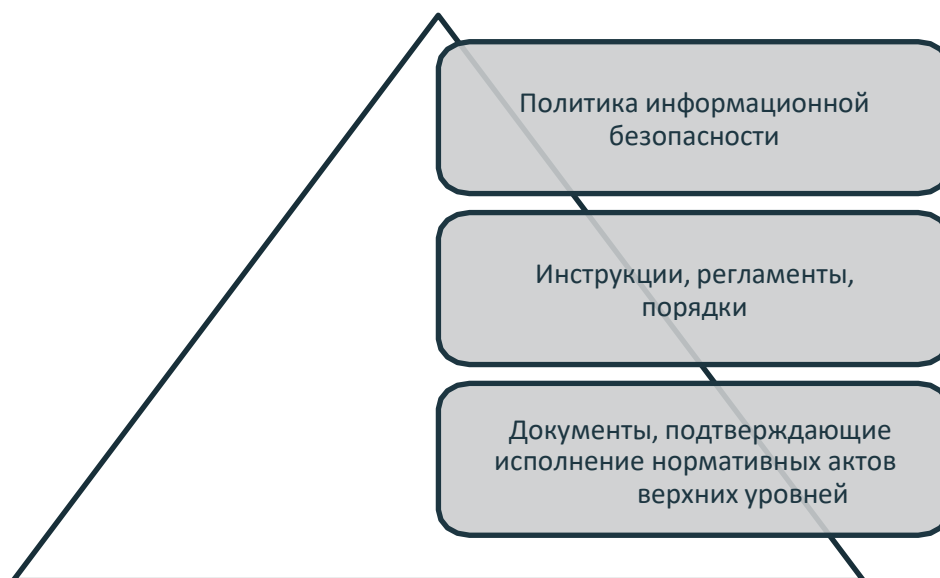 Политика информационной
безопасности
Инструкции, регламенты,
порядки
Документы, подтверждающие
исполнение нормативных актов
верхних уровней